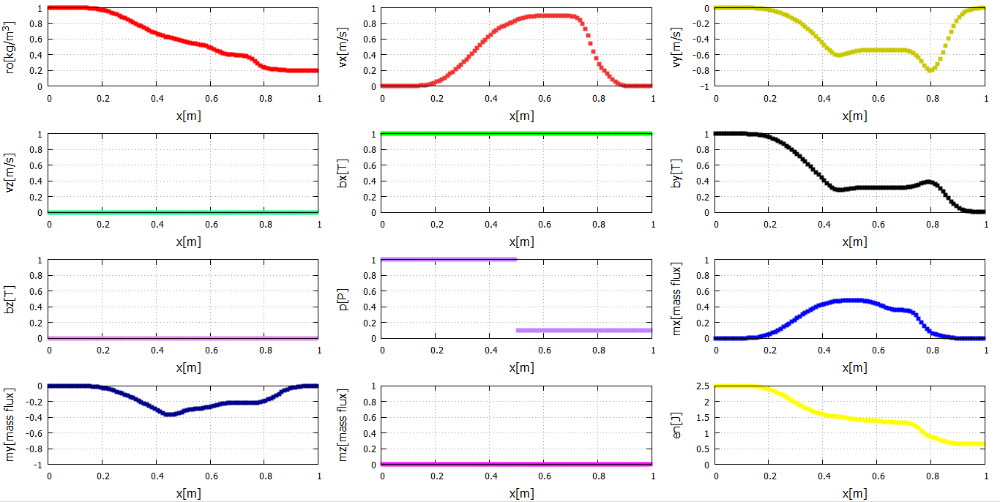 ro[kg/m³]
1
0.8
0.6
0.4
0.2
0
0 0.2 0.4 0.6 0.8 1
x[m]
vx[m/s]
1
0.8
0.6
0.4
0.2
0
0 0.2 0.4 0.6 0.8 1
x[m]
vy[m/s]
0
-0.2
-0.4
-0.6
-0.8
-1
0 0.2 0.4 0.6 0.8 1
x[m]
vz[m/s]
1
0.8
0.6
0.4
0.2
0
0 0.2 0.4 0.6 0.8 1
x[m]
bx[T]
1
0.8
0.6
0.4
0.2
0
0 0.2 0.4 0.6 0.8 1
x[m]
by[T]
1
0.8
0.6
0.4
0.2
0
0 0.2 0.4 0.6 0.8 1
x[m]
bz[T]
1
0.8
0.6
0.4
0.2
0
0 0.2 0.4 0.6 0.8 1
x[m]
p[P]
1
0.8
0.6
0.4
0.2
0
0 0.2 0.4 0.6 0.8 1
x[m]
mx[mass flux]
1
0.8
0.6
0.4
0.2
0
0 0.2 0.4 0.6 0.8 1
x[m]
my[mass flux]
0
-0.2
-0.4
-0.6
-0.8
-1
0 0.2 0.4 0.6 0.8 1
x[m]
mz[mass flux]
1
0.8
0.6
0.4
0.2
0
0 0.2 0.4 0.6 0.8 1
x[m]
en[J]
2.5
2
1.5
1
0.5
0
0 0.2 0.4 0.6 0.8 1
x[m]